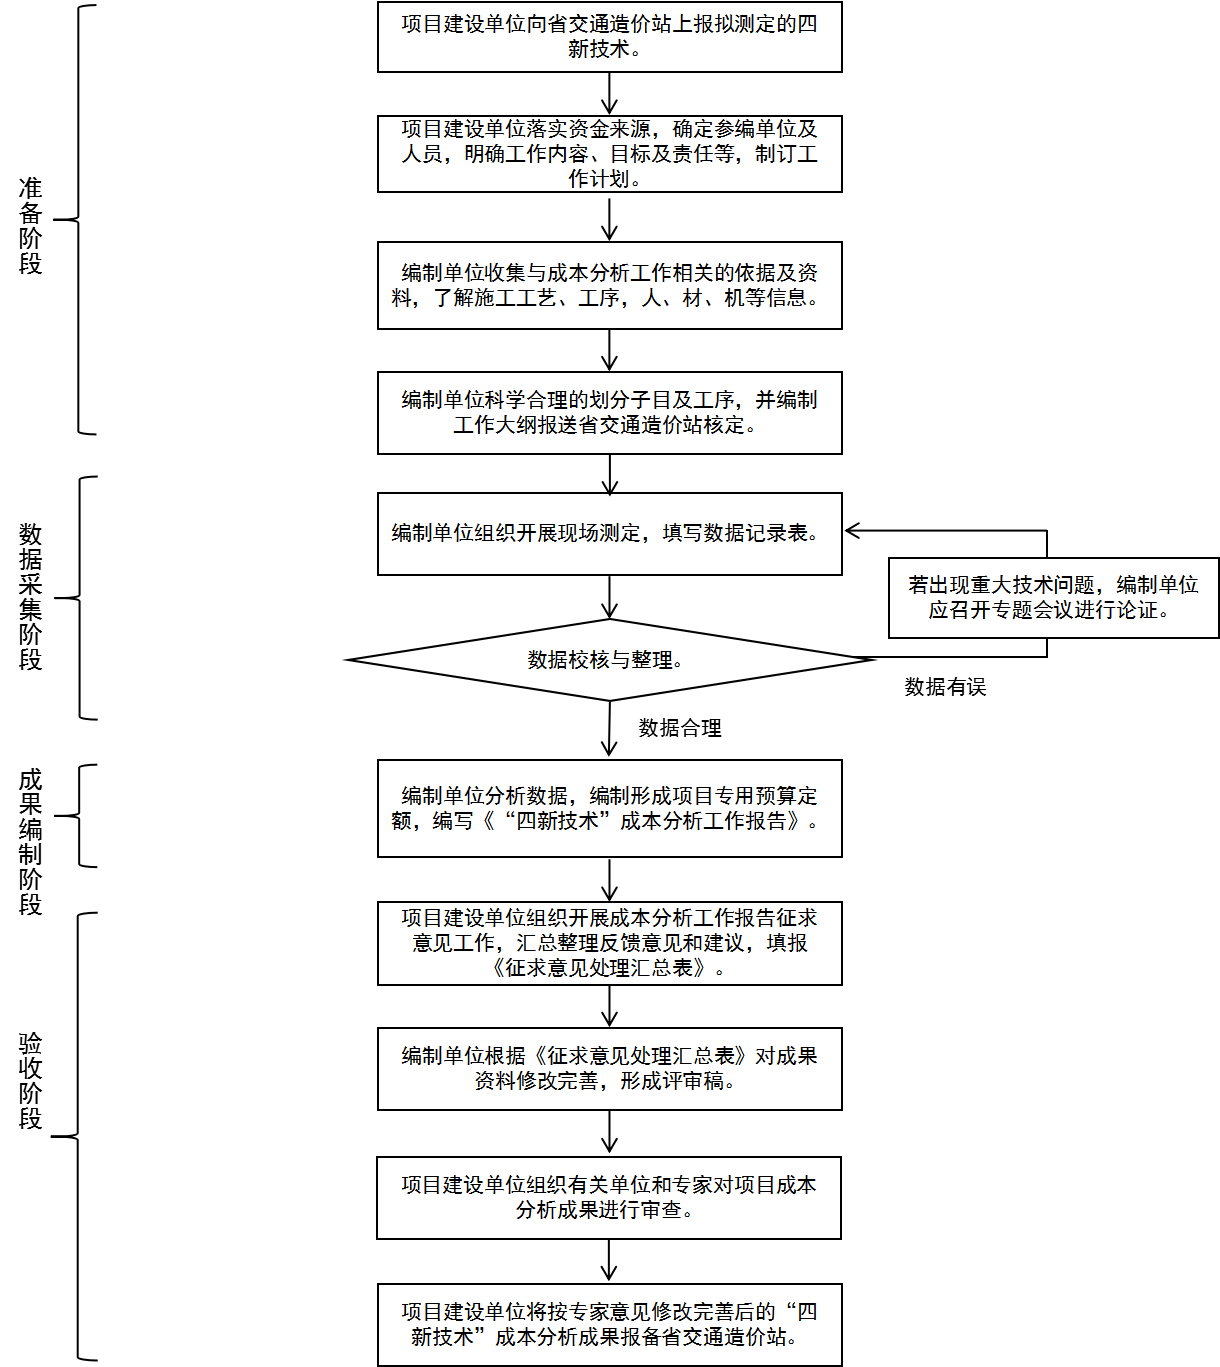 项目建设单位向省交通造价站上报拟测定的四
新技术。
项目建设单位落实资金来源，确定参编单位及
人员，明确工作内容、目标及责任等，制订工
作计划。
准备阶段
编制单位收集与成本分析工作相关的依据及资
料，了解施工工艺、工序，人、材、机等信息。
编制单位科学合理的划分子目及工序，并编制
工作大纲报送省交通造价站核定。
数据采集阶段
编制单位组织开展现场测定，填写数据记录表。
若出现重大技术问题，编制单位
应召开专题会议进行论证。
数据校核与整理。
数据有误
数据合理
成果编制阶段
编制单位分析数据，编制形成项目专用预算定
额，编写《“四新技术”成本分析工作报告》。
项目建设单位组织开展成本分析工作报告征求
意见工作，汇总整理反馈意见和建议，填报
《征求意见处理汇总表》。
验收阶段
编制单位根据《征求意见处理汇总表》对成果
资料修改完善，形成评审稿。
项目建设单位组织有关单位和专家对项目成本
分析成果进行审查。
项目建设单位将按专家意见修改完善后的“四
新技术”成本分析成果报备省交通造价站。